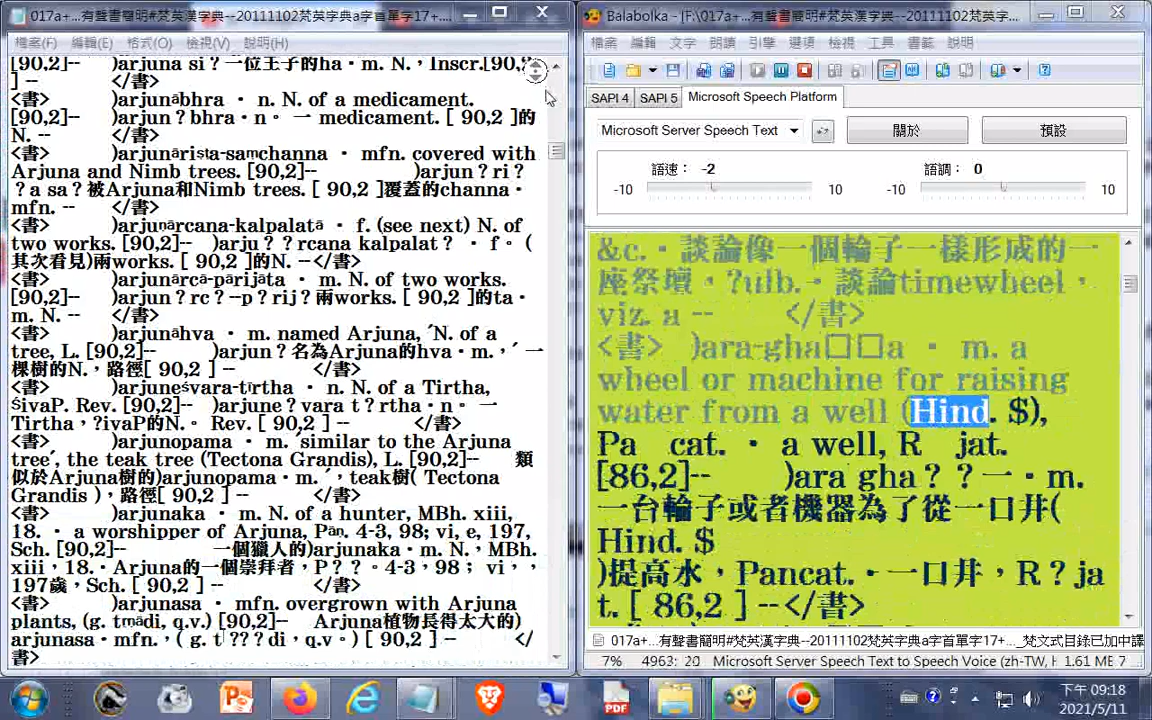 017a+...有聲書簡明#梵英漢字典--20111102梵英字典a字首單字17+...
檔案(F) 編輯(E) 格式(O) 檢視(V) 說明(H)
[90,2] )arjuna si ? 一位王子的ha · m. N. , Inscr.[90,2
] -- </書>
<書> )arjunābhra · n. N. of a medicament.
[90,2]-- )arjun ? bhra · n 。 一 medicament. [ 90,2 ]的
N. -- </書>
<書> )arjunāriṣṭa-saṃchanna · mfn. covered with
Arjuna and Nimb trees. [90,2]-- )arjun ? ri ?
? a sa ? 被Arjuna和Nimb trees. [ 90,2 ]覆蓋的channa ·
mfn. -- </書>
<書> )arjunārcana-kalpalatā · f. (see next) N. of
two works. [90,2]-- )arju ? ? rcana kalpalat ? · f 。 (
其次看見)兩works. [ 90,2 ]的N. -- </書>
<書> )arjunārcā-pārijāta · m. N. of two works.
[90,2]-- )arjun ? rc ? --p ? rij ? 兩works. [ 90,2 ]的ta ·
m. N. -- </書>
<書> )arjunāhva · m. named Arjuna, ´N. of a
tree, L. [90,2]-- )arjun ? 名為Arjuna的hva · m. , ´ 一
棵樹的N. , 路徑[ 90,2 ] -- </書>
<書> )arjuneśvara-tīrtha · n. N. of a Tirtha,
ŚivaP. Rev. [90,2]-- )arjune ? vara t ? rtha · n 。 一
Tirtha , ?ivaP的N. 。 Rev. [ 90,2 ] -- </書>
<書> )arjunopama · m. ´similar to the Arjuna
tree´, the teak tree (Tectona Grandis), L. [90,2]-- 類
似於Arjuna樹的)arjunopama · m. ´ , teak樹( Tectona
Grandis ) , 路徑[ 90,2 ] -- </書>
<書> )arjunaka · m. N. of a hunter, MBh. xiii,
18. · a worshipper of Arjuna, Pāṇ. 4-3, 98; vi, e, 197,
Sch. [90,2]-- 一個獵人的)arjunaka · m. N. , MBh.
xiii , 18. · Arjuna的一個崇拜者 , P ? ? 。 4-3 , 98 ; vi , ,
197歲 , Sch. [ 90,2 ] -- </書>
<書> )arjunasa · mfn. overgrown with Arjuna
plants, (g. tṛṇādi, q.v.) [90,2]-- Arjuna植物長得太大的)
arjunasa · mfn. , ( g. t ? ?? di , q.v 。 ) [ 90,2 ] -- </
書>
Balabolka - [F:\017a+...有聲書簡明#梵英漢字典--20111102梵英字...
檔案 編輯 文字 朗讀 引擎 選項 檢視 工具 書籤 說明
SAPI 4 SAPI 5 Microsoft Speech Platform
Microsoft Server Speech Text 關於 預設
語速： -2 語調： 0
-10 10 -10 10
&c. · 談論像一個輪子一樣形成的一
座祭壇 , ?ulb. · 談論timewheel ,
viz. a -- </書>
<書> )ara-gha□□a · m. a
wheel or machine for raising
water from a well (Hind. $),
Pa cat. · a well, R jat.
[86,2]-- )ara gha ? ? 一 · m.
一台輪子或者機器為了從一口井(
Hind. $
)提高水 , Pancat. · 一口井 , R ? ja
t. [ 86,2 ] --</書>
017a+...有聲書簡明#梵英漢字典--20111102梵英字典a字首單字17+..._梵文式目錄已加中譯
7% 4963: 20 Microsoft Server Speech Text to Speech Voice (zh-TW, H 1.61 MB 7
下午 09:18
2021/5/11